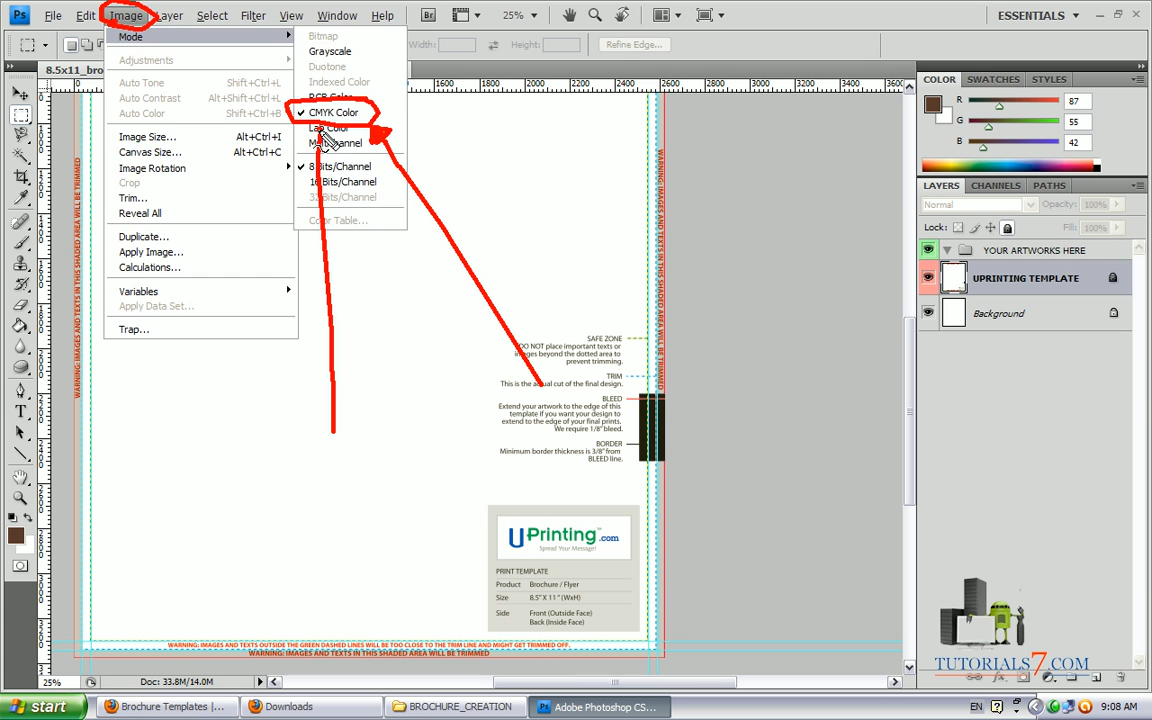 Ps File Edit Image Layer Select Filter View Window Help Br 25% ESSENTIALS
Width: Height: Refine Edge...
Mode
Adjustments
Auto Tone Shift+Ctrl+L
Auto Contrast Alt+Shift+Ctrl+L
Auto Color Shift+Ctrl+B
Image Size... Alt+Ctrl+I
Canvas Size... Alt+Ctrl+C
Image Rotation
Crop
Trim...
Reveal All
Duplicate...
Apply Image...
Calculations...
Variables
Apply Data Set...
Trap...
Bitmap
Grayscale
Duotone
Indexed Color
RGB Color
CMYK Color
Lab Color
Multichannel
8 Bits/Channel
16 Bits/Channel
32 Bits/Channel
Color Table...
8.5x11_bro
0 1600 1800 2000 2200 2400 2600 2800 3000 3200 3400 3600
WARNING: IMAGES AND TEXTS IN THIS SHADED AREA WILL BE TRIMMED
WARNING: IMAGES AND TEXTS IN THIS SHADED AREA WILL BE TRIMMED
SAFE ZONE
DO NOT place important texts or
images beyond the dotted area to
prevent trimming.
TRIM
This is the actual cut of the final design.
BLEED
Extend your artwork to the edge of this
template if you want your design to
extend to the edge of your final prints.
We require 1/8" bleed.
BORDER
Minimum border thickness is 3/8" from
BLEED line.
UPrinting.com
Spread Your Message!
PRINT TEMPLATE
Product Brochure / Flyer
Size 8.5" X 11" (WxH)
Side Front (Outside Face)
Back (Inside Face)
WARNING: IMAGES AND TEXTS OUTSIDE THE GREEN DASHED LINES WILL BE TOO CLOSE TO THE TRIM LINE AND MIGHT GET TRIMMED OFF.
WARNING: IMAGES AND TEXTS IN THIS SHADED AREA WILL BE TRIMMED
COLOR SWATCHES STYLES
R 87
G 55
B 42
LAYERS CHANNELS PATHS
Normal Opacity: 100%
Lock: Fill: 100%
YOUR ARTWORKS HERE
UPRINTING TEMPLATE
Background
TUTORIALS7.COM
25% Doc: 33.8M/14.0M
start Brochure Templates |... Downloads BROCHURE_CREATION Ps Adobe Photoshop CS... EN 9:08 AM